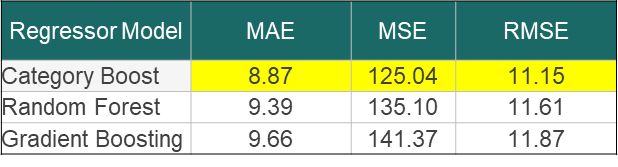 Regressor Model MAE MSE RMSE
Category Boost 8.87 125.04 11.15
Random Forest 9.39 135.10 11.61
Gradient Boosting 9.66 141.37 11.87